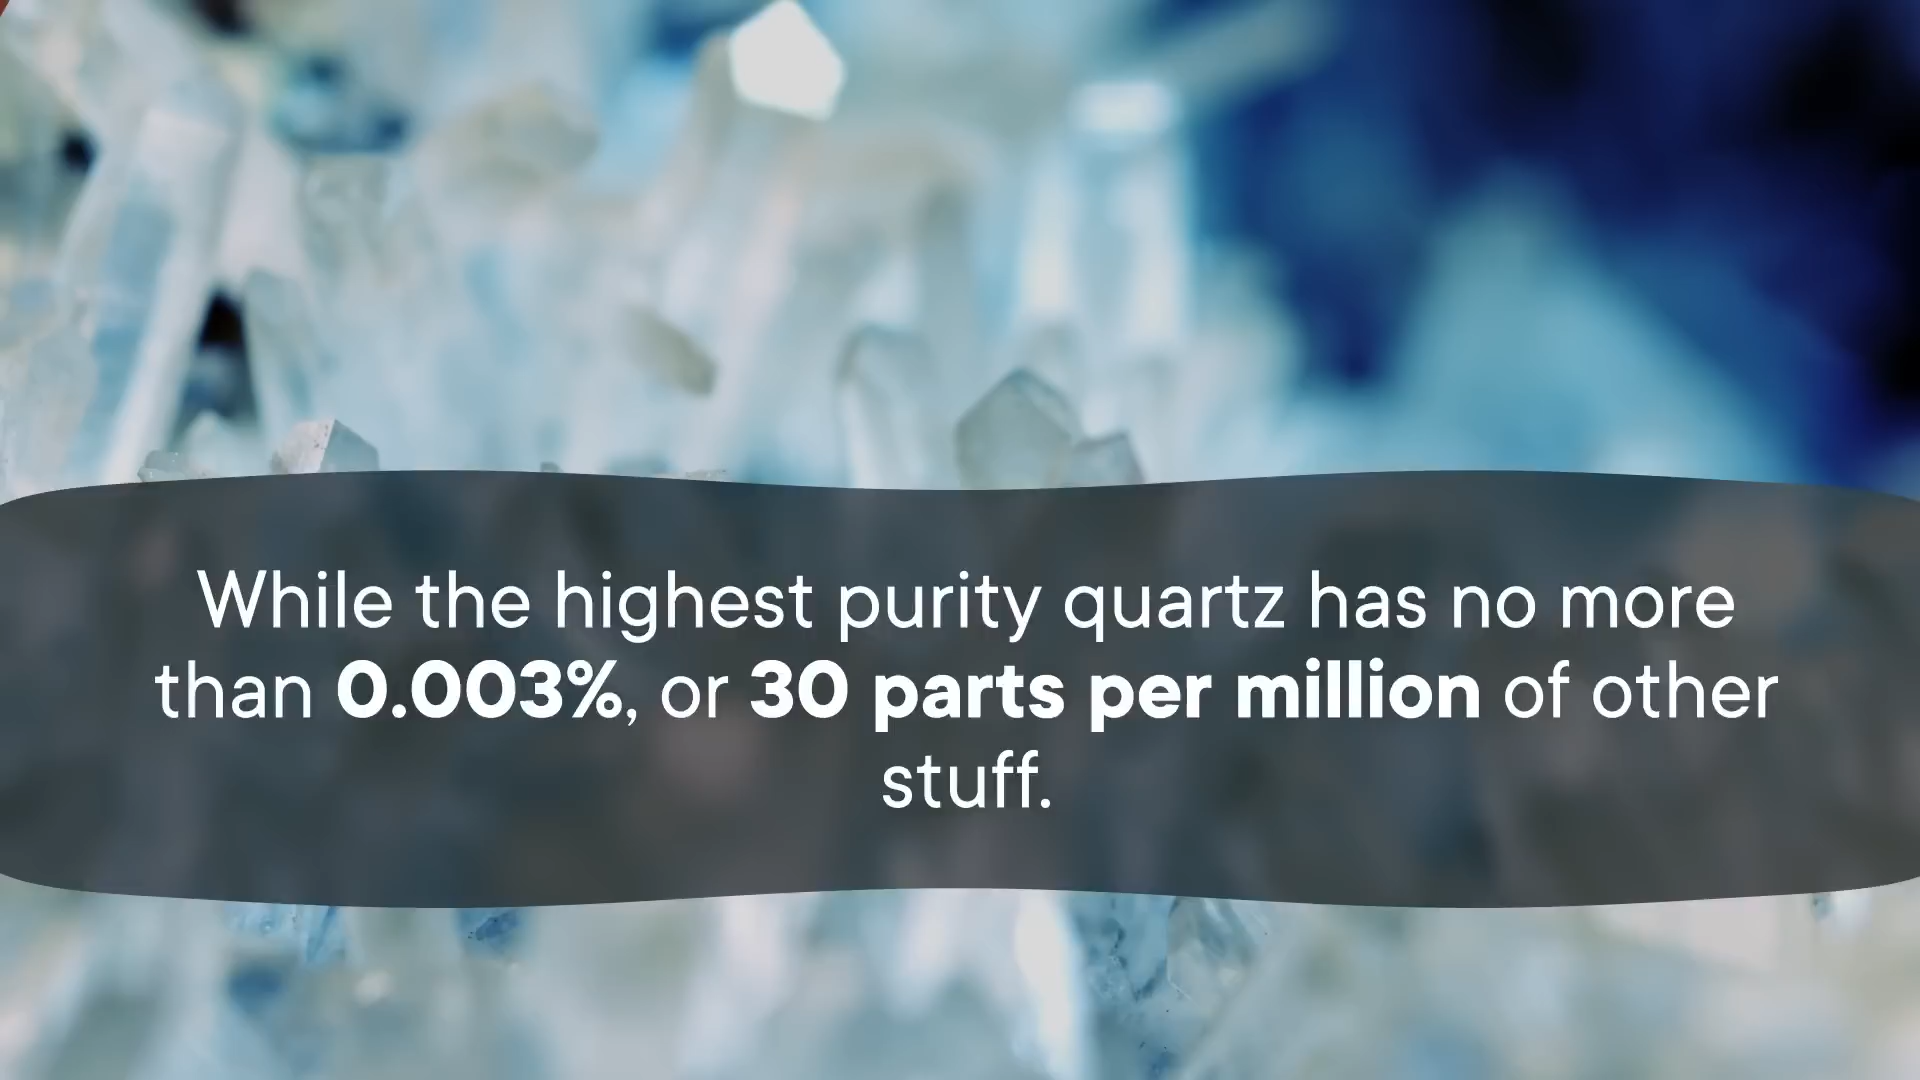 While the highest purity quartz has no more
than 0.003%, or 30 parts per million of other
stuff.